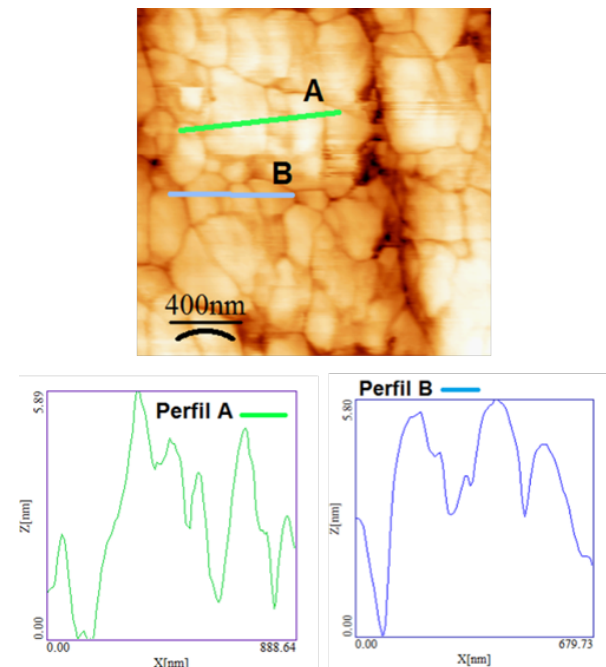 A
B
400nm
Perfil A
5.89
Z[nm]
0.00
0.00
888.64
X[nm]
Perfil B
5.80
Z[nm]
0.00
0.00
679.73
X[nm]